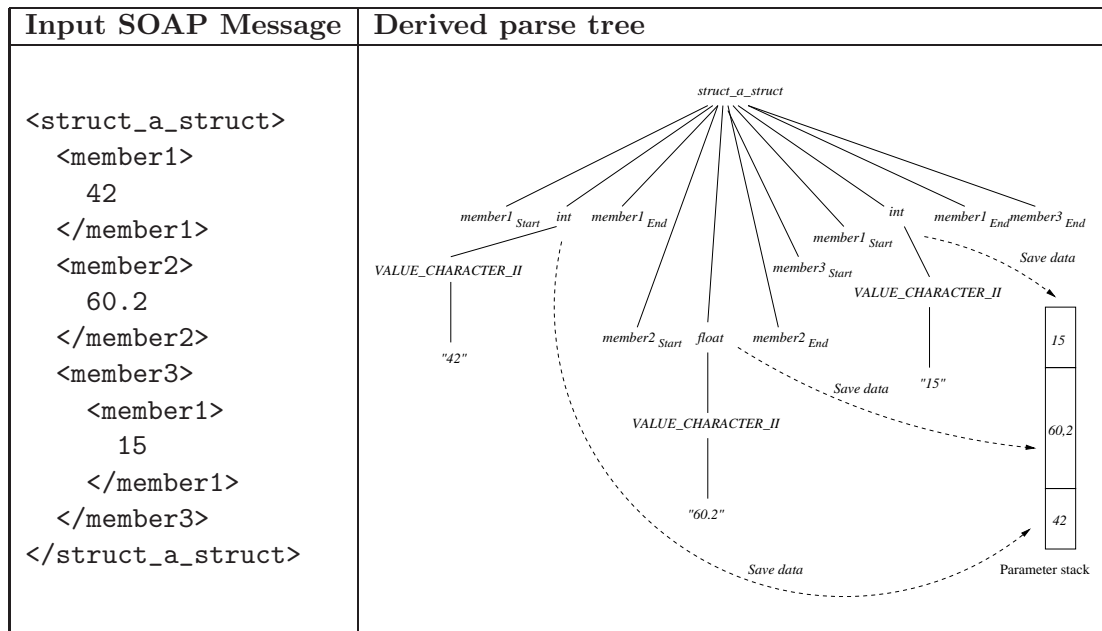 Input SOAP Message
Derived parse tree
<struct_a_struct>
<member1>
42
</member1>
<member2>
60.2
</member2>
<member3>
<member1>
15
</member1>
</member3>
</struct_a_struct>
struct_a_struct
member1 Start int member1 End
int member1 End member3 End
member1 Start
Save data
VALUE_CHARACTER_II
member3 Start
VALUE_CHARACTER_II
member2 Start float member2 End
15
"42"
"15"
Save data
VALUE_CHARACTER_II
60,2
"60.2"
42
Save data
Parameter stack